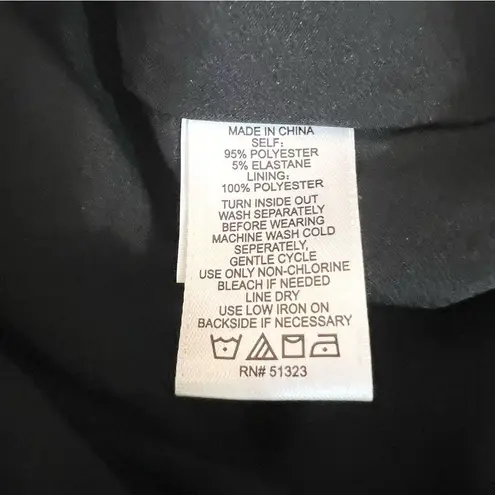 MADE IN CHINA
SELF:
95% POLYESTER
5% ELASTANE
LINING:
100% POLYESTER
TURN INSIDE OUT
WASH SEPARATELY
BEFORE WEARING
MACHINE WASH COLD
SEPERATELY,
GENTLE CYCLE
USE ONLY NON-CHLORINE
BLEACH IF NEEDED
LINE DRY
USE LOW IRON ON
BACKSIDE IF NECESSARY
RN# 51323